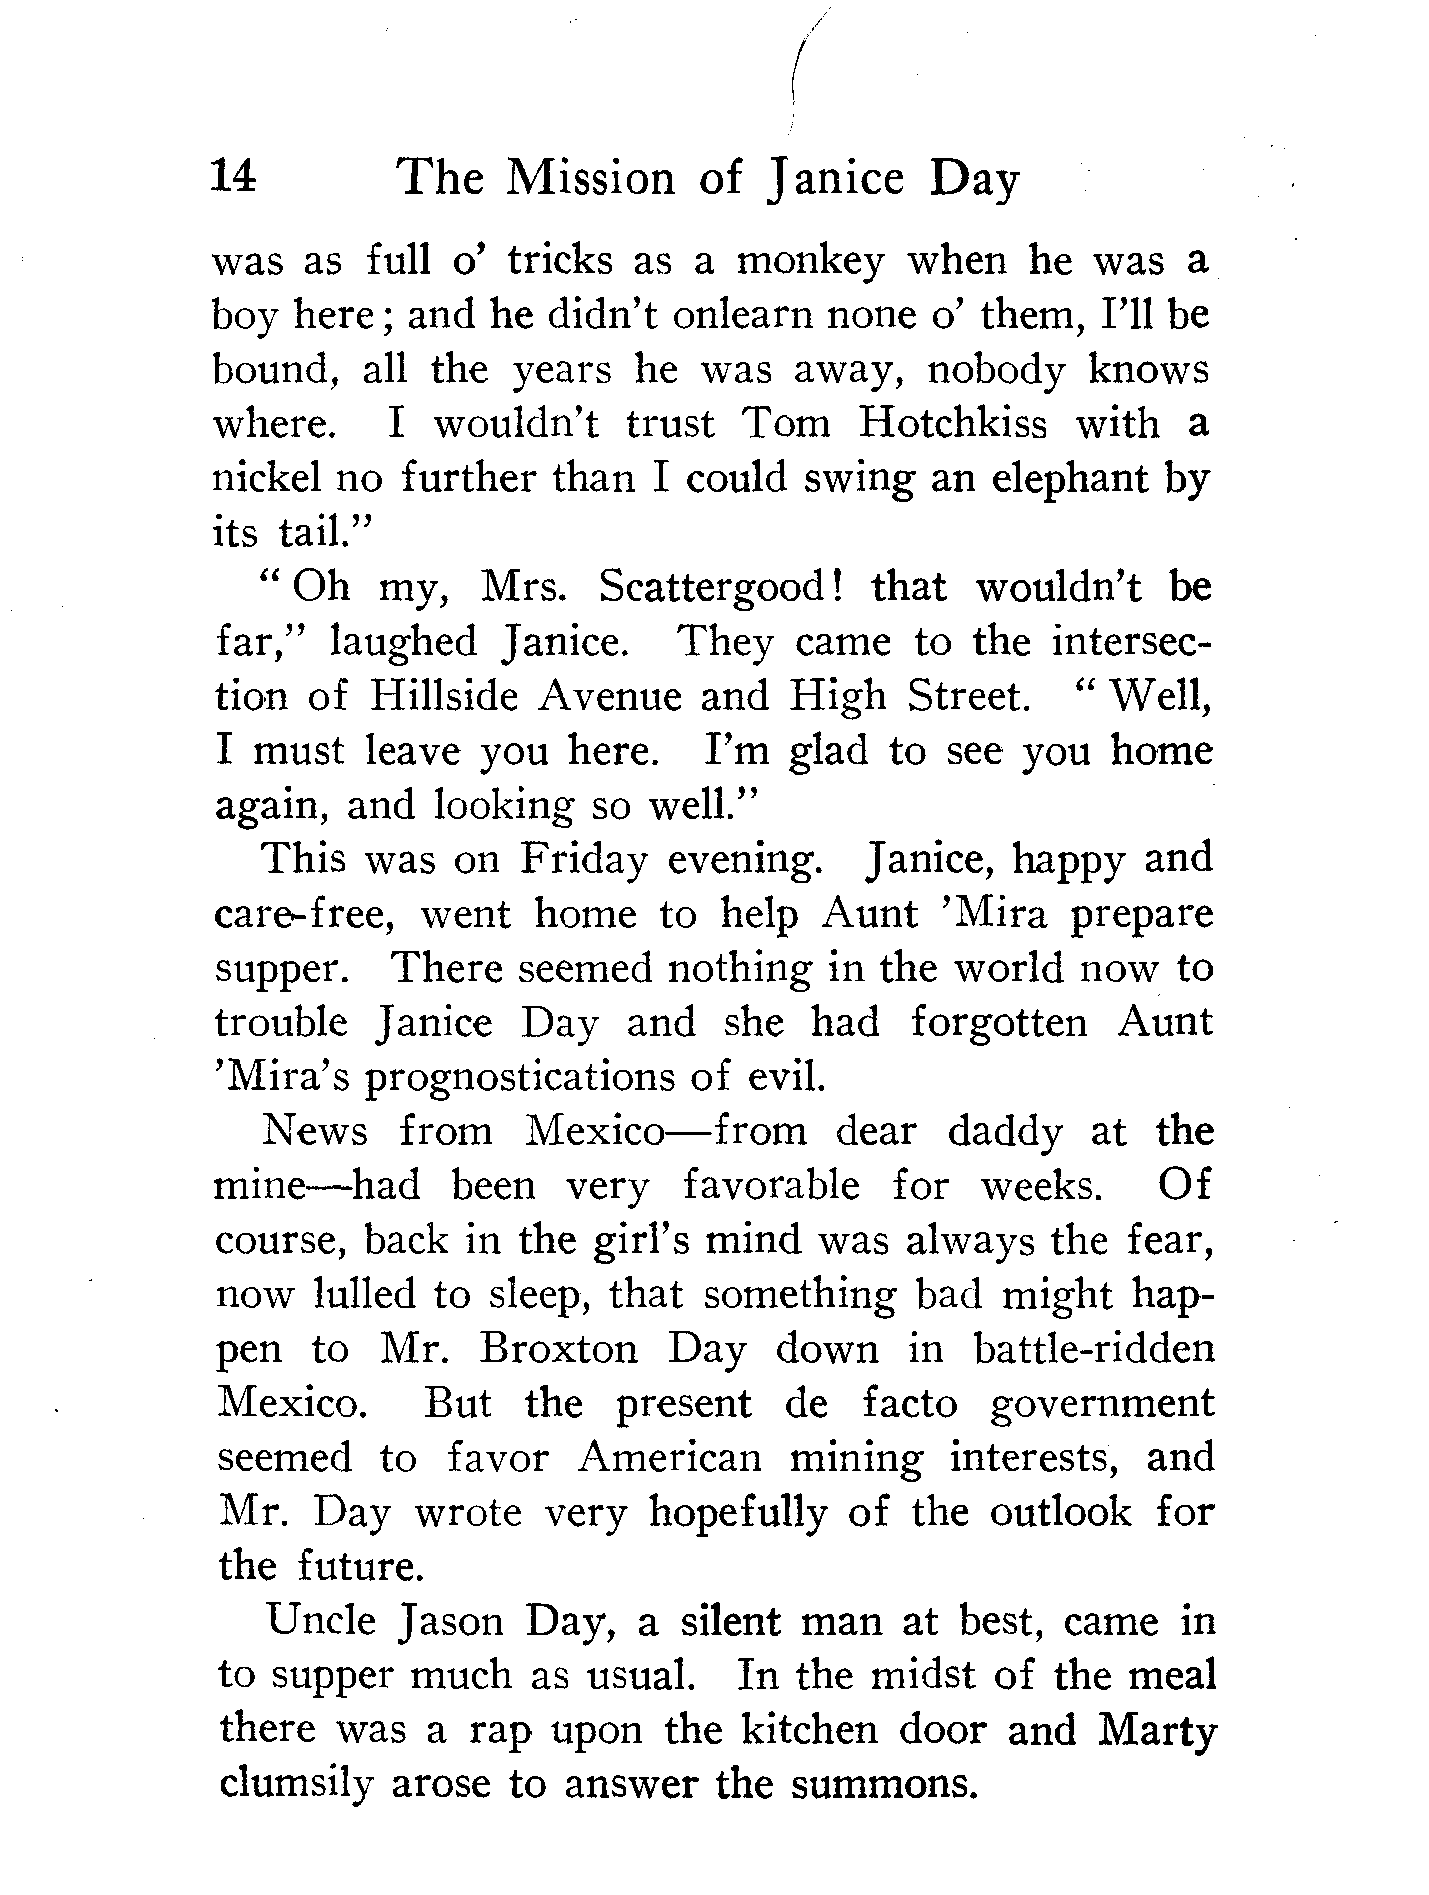 14 The Mission of Janice Day
was as full o' tricks as a monkey when he was a
boy here; and he didn't onlearn none o' them, I'll be
bound, all the years he was away, nobody knows
where. I wouldn't trust Tom Hotchkiss with a
nickel no further than I could swing an elephant by
its tail."
" Oh my, Mrs. Scattergood! that wouldn't be
far," laughed Janice. They came to the intersec-
tion of Hillside Avenue and High Street. " Well,
I must leave you here. I'm glad to see you home
again, and looking so well."
This was on Friday evening. Janice, happy and
care-free, went home to help Aunt 'Mira prepare
supper. There seemed nothing in the world now to
trouble Janice Day and she had forgotten Aunt
'Mira's prognostications of evil.
News from Mexico—from dear daddy at the
mine—had been very favorable for weeks. Of
course, back in the girl's mind was always the fear,
now lulled to sleep, that something bad might hap-
pen to Mr. Broxton Day down in battle-ridden
Mexico. But the present de facto government
seemed to favor American mining interests, and
Mr. Day wrote very hopefully of the outlook for
the future.
Uncle Jason Day, a silent man at best, came in
to supper much as usual. In the midst of the meal
there was a rap upon the kitchen door and Marty
clumsily arose to answer the summons.